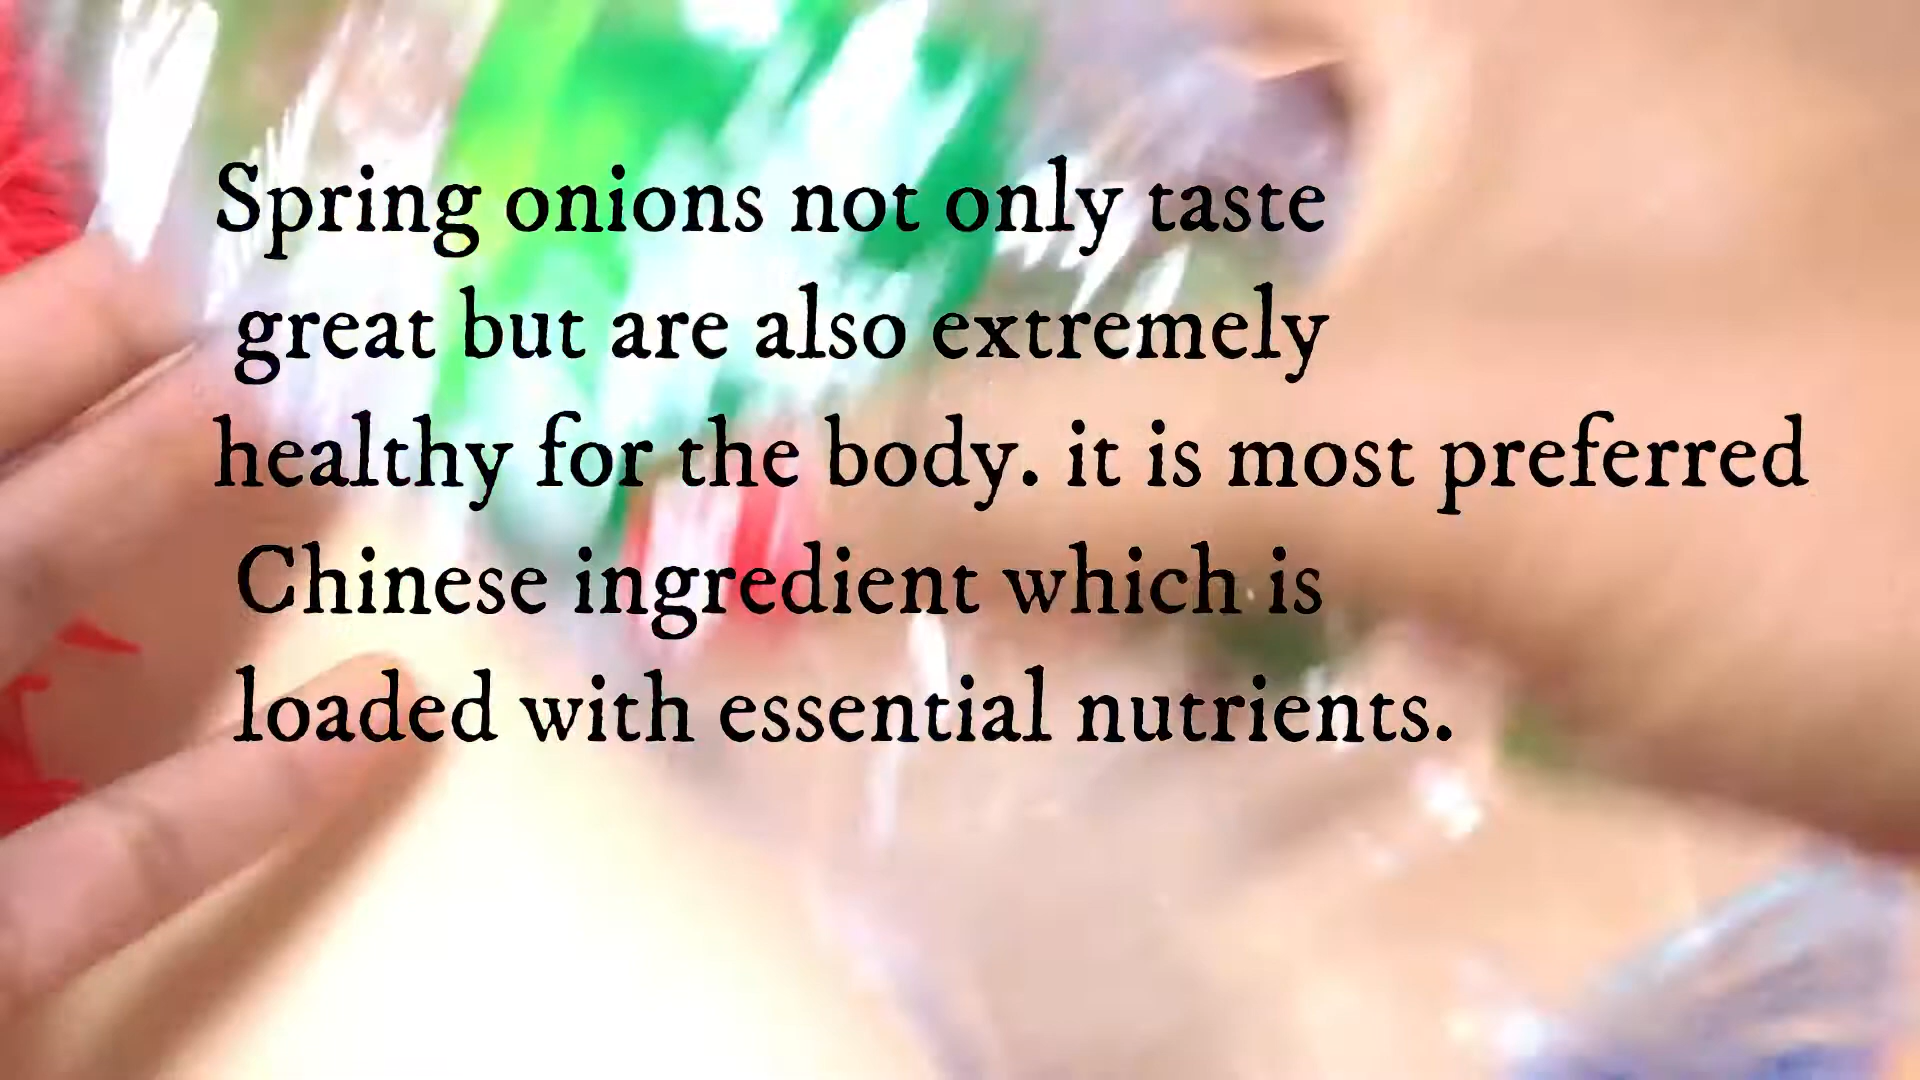 Spring onions not only taste
great but are also extremely
healthy for the body. it is most preferred
Chinese ingredient which is
loaded with essential nutrients.